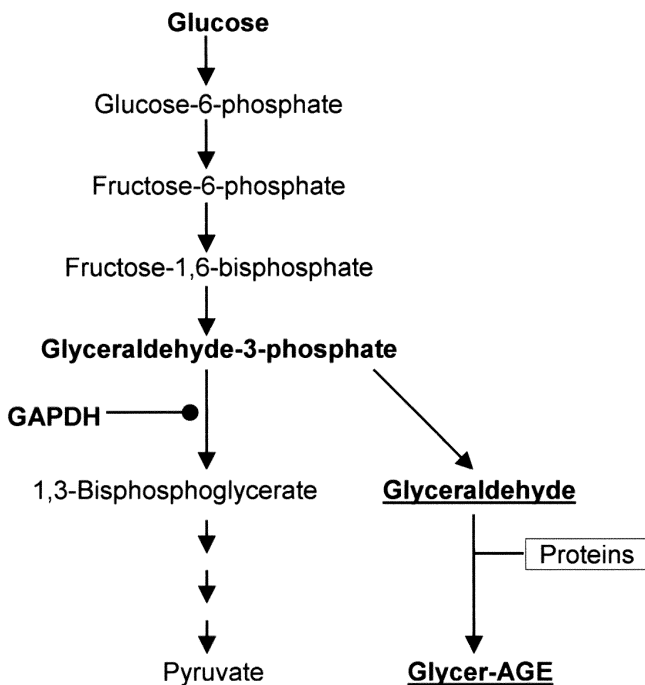 Glucose
Glucose-6-phosphate
Fructose-6-phosphate
Fructose-1,6-bisphosphate
Glyceraldehyde-3-phosphate
GAPDH
1,3-Bisphosphoglycerate
Glyceraldehyde
Proteins
Pyruvate
Glycer-AGE